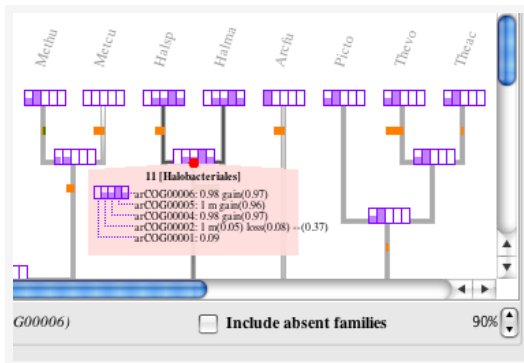 Methu Metcu Halsp Halma Arcfu Picto Thevo Theac
11 [Halobacteriales]
arCOG00006: 0.98 gain(0.97)
arCOG00005: 1 m gain(0.96)
arCOG00004: 0.98 gain(0.97)
arCOG00002: 1 m(0.05) loss(0.08) --(0.37)
arCOG00001: 0.09
G00006) Include absent families 90%